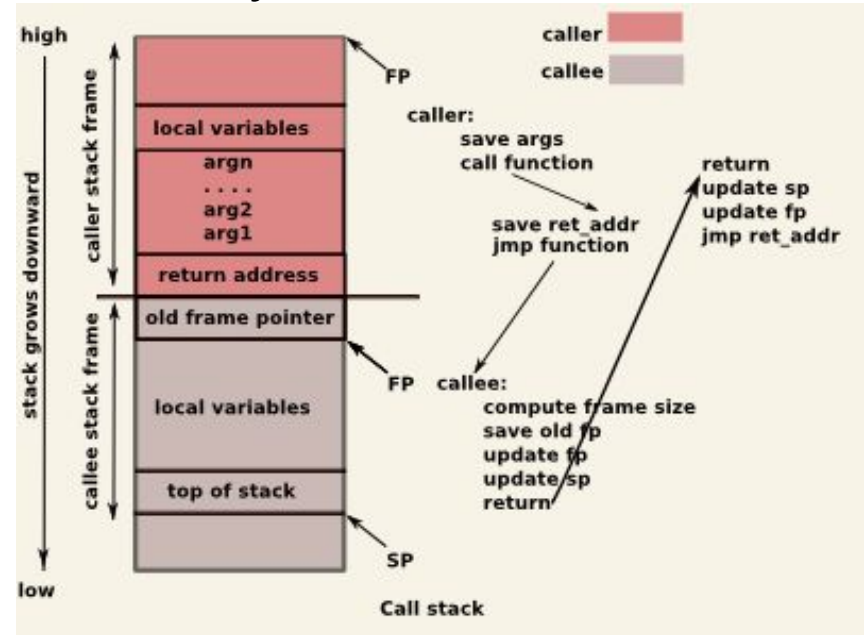 high
caller
callee
FP
caller:
save args
call function
local variables
argn
. . . .
arg2
arg1
return address
caller stack frame
stack grows downward
save ret_addr
jmp function
return
update sp
update fp
jmp ret_addr
old frame pointer
FP
callee:
compute frame size
save old fp
update fp
update sp
return
local variables
top of stack
callee stack frame
SP
low
Call stack